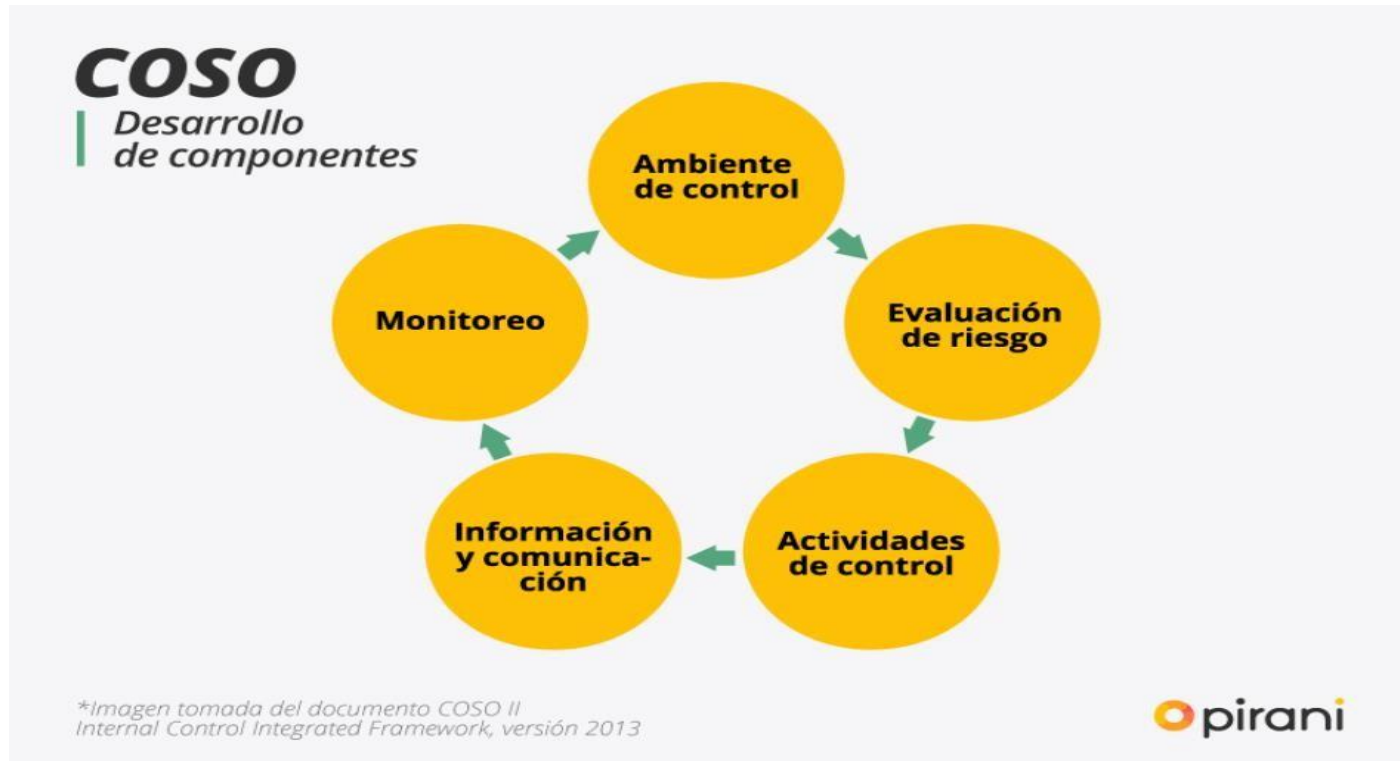 COSO
Desarrollo
de componentes
Ambiente
de control
Evaluación
de riesgo
Actividades
de control
Información
y comunica-
ción
Monitoreo
*Imagen tomada del documento COSO II
Internal Control Integrated Framework, versión 2013
pirani